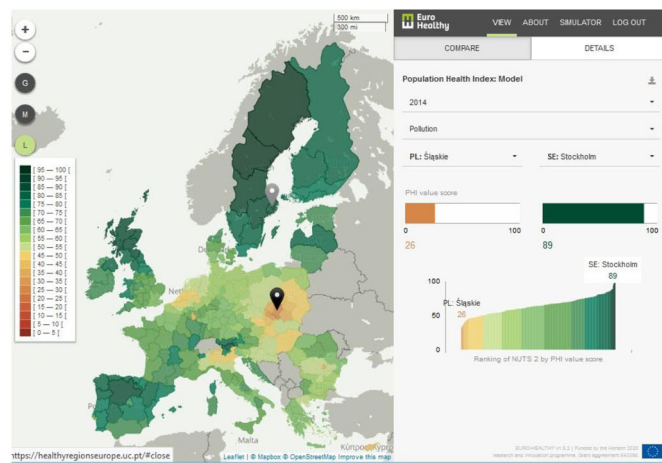 500 km
300 mi
+
−
G
M
L
[ 95 — 100 [
[ 90 — 95 [
[ 85 — 90 [
[ 80 — 85 [
[ 75 — 80 [
[ 70 — 75 [
[ 65 — 70 [
[ 60 — 65 [
[ 55 — 60 [
[ 50 — 55 [
[ 45 — 50 [
[ 40 — 45 [
[ 35 — 40 [
[ 30 — 35 [
[ 25 — 30 [
[ 20 — 25 [
[ 15 — 20 [
[ 10 — 15 [
[ 5 — 10 [
[ 0 — 5 [
Malta
https://healthyregionseurope.uc.pt/#close
Leaflet | © Mapbox © OpenStreetMap Improve this map
Euro
Healthy
VIEW ABOUT SIMULATOR LOG OUT
COMPARE DETAILS
Population Health Index: Model
2014
Pollution
PL: Śląskie SE: Stockholm
PHI value score
0 100 0 100
26 89
SE: Stockholm
89
100
PL: Śląskie
26
50
0
Ranking of NUTS 2 by PHI value score